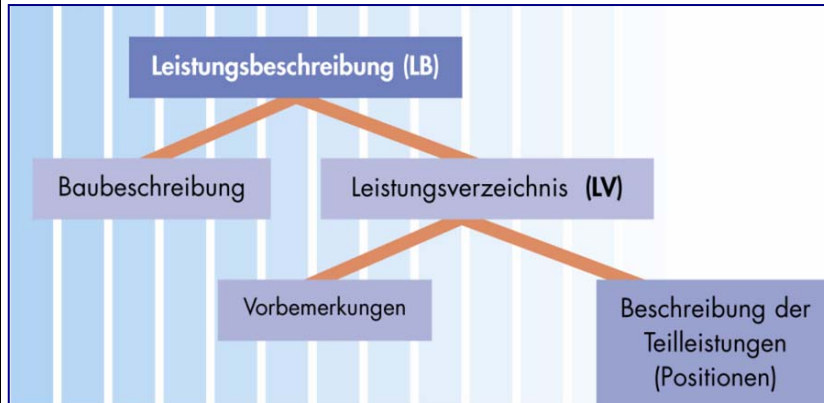 Leistungsbeschreibung (LB)
Baubeschreibung
Leistungsverzeichnis (LV)
Vorbemerkungen
Beschreibung der
Teilleistungen
(Positionen)